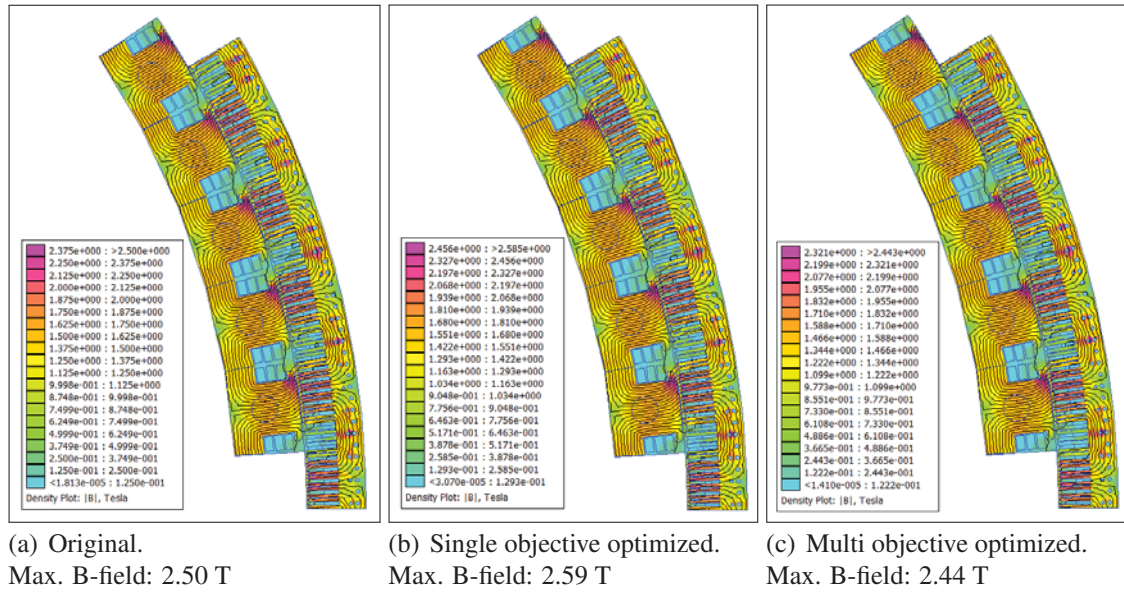 2.375e+000 : >2.500e+000
2.250e+000 : 2.375e+000
2.125e+000 : 2.250e+000
2.000e+000 : 2.125e+000
1.875e+000 : 2.000e+000
1.750e+000 : 1.875e+000
1.625e+000 : 1.750e+000
1.500e+000 : 1.625e+000
1.375e+000 : 1.500e+000
1.250e+000 : 1.375e+000
1.125e+000 : 1.250e+000
9.998e-001 : 1.125e+000
8.748e-001 : 9.998e-001
7.499e-001 : 8.748e-001
6.249e-001 : 7.499e-001
4.999e-001 : 6.249e-001
3.749e-001 : 4.999e-001
2.500e-001 : 3.749e-001
1.250e-001 : 2.500e-001
<1.813e-005 : 1.250e-001
Density Plot: |B|, Tesla
2.456e+000 : >2.585e+000
2.327e+000 : 2.456e+000
2.197e+000 : 2.327e+000
2.068e+000 : 2.197e+000
1.939e+000 : 2.068e+000
1.810e+000 : 1.939e+000
1.680e+000 : 1.810e+000
1.551e+000 : 1.680e+000
1.422e+000 : 1.551e+000
1.293e+000 : 1.422e+000
1.163e+000 : 1.293e+000
1.034e+000 : 1.163e+000
9.048e-001 : 1.034e+000
7.756e-001 : 9.048e-001
6.463e-001 : 7.756e-001
5.171e-001 : 6.463e-001
3.878e-001 : 5.171e-001
2.585e-001 : 3.878e-001
1.293e-001 : 2.585e-001
<3.070e-005 : 1.293e-001
Density Plot: |B|, Tesla
2.321e+000 : >2.443e+000
2.199e+000 : 2.321e+000
2.077e+000 : 2.199e+000
1.955e+000 : 2.077e+000
1.832e+000 : 1.955e+000
1.710e+000 : 1.832e+000
1.588e+000 : 1.710e+000
1.466e+000 : 1.588e+000
1.344e+000 : 1.466e+000
1.222e+000 : 1.344e+000
1.099e+000 : 1.222e+000
9.773e-001 : 1.099e+000
8.551e-001 : 9.773e-001
7.330e-001 : 8.551e-001
6.108e-001 : 7.330e-001
4.886e-001 : 6.108e-001
3.665e-001 : 4.886e-001
2.443e-001 : 3.665e-001
1.222e-001 : 2.443e-001
<1.410e-005 : 1.222e-001
Density Plot: |B|, Tesla
(a) Original.
Max. B-field: 2.50 T
(b) Single objective optimized.
Max. B-field: 2.59 T
(c) Multi objective optimized.
Max. B-field: 2.44 T